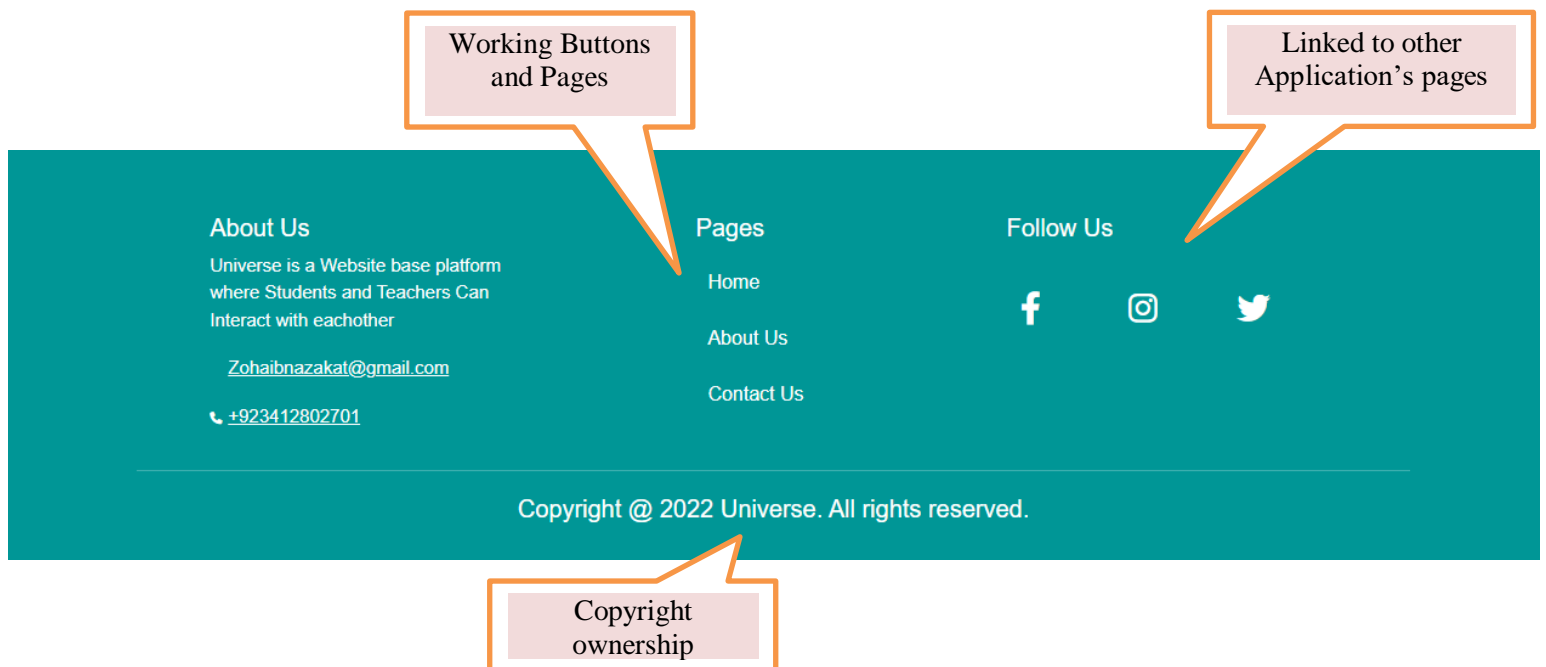 Working Buttons
and Pages
Linked to other
Application’s pages
About Us
Universe is a Website base platform
where Students and Teachers Can
Interact with eachother
Zohaibnazakat@gmail.com
+923412802701
Pages
Home
About Us
Contact Us
Follow Us
Copyright @ 2022 Universe. All rights reserved.
Copyright
ownership